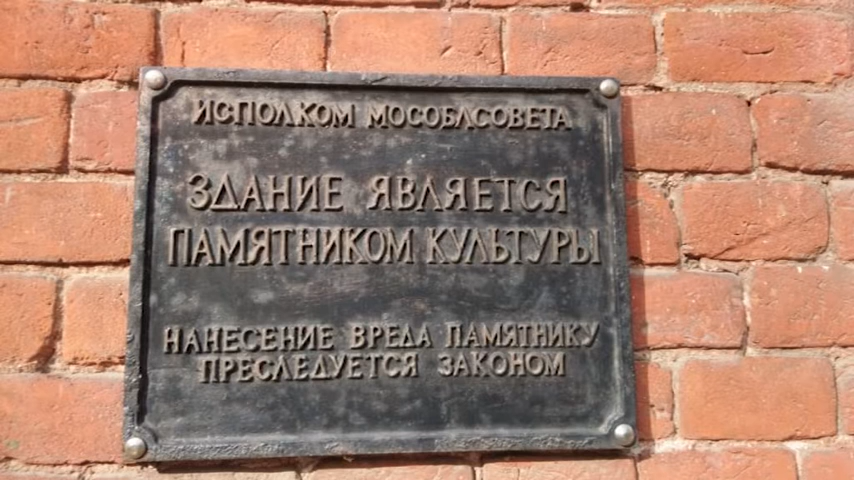 ИСПОЛКОМ МОСОБЛСОВЕТА
ЗДАНИЕ ЯВЛЯЕТСЯ
ПАМЯТНИКОМ КУЛЬТУРЫ
НАНЕСЕНИЕ ВРЕДА ПАМЯТНИКУ
ПРЕСЛЕДУЕТСЯ ЗАКОНОМ